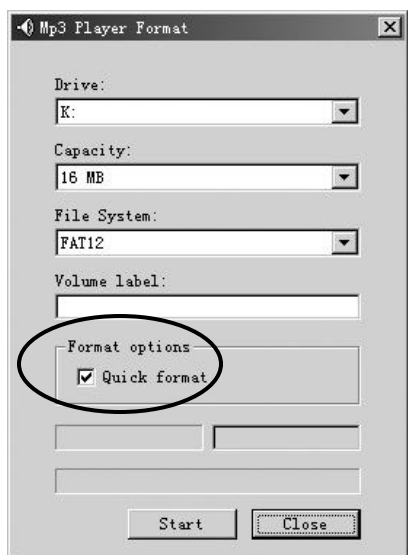 Mp3 Player Format
Drive:
K:
Capacity:
16 MB
File System:
FAT12
Volume label:
Format options
Quick format
Start
Close